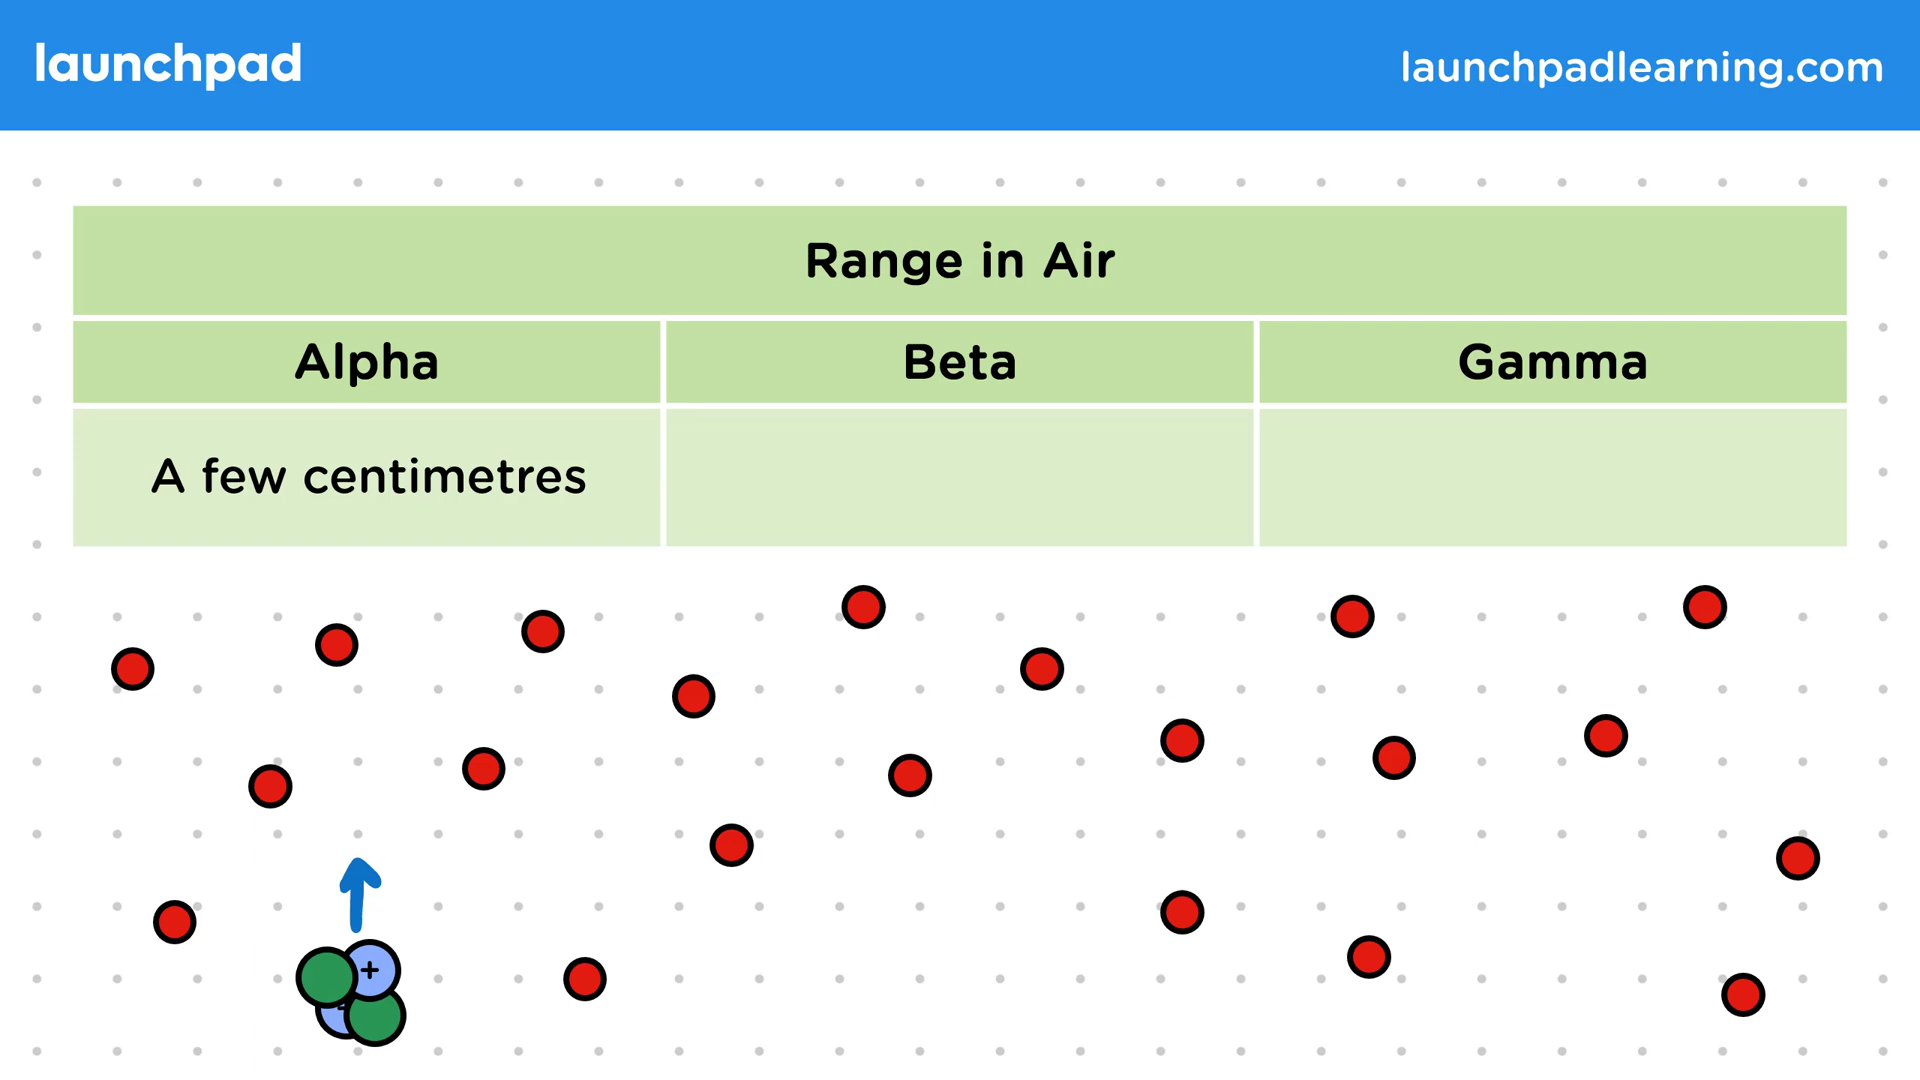 launchpad
launchpadlearning.com
Range in Air
Alpha
Beta
Gamma
A few centimetres
+